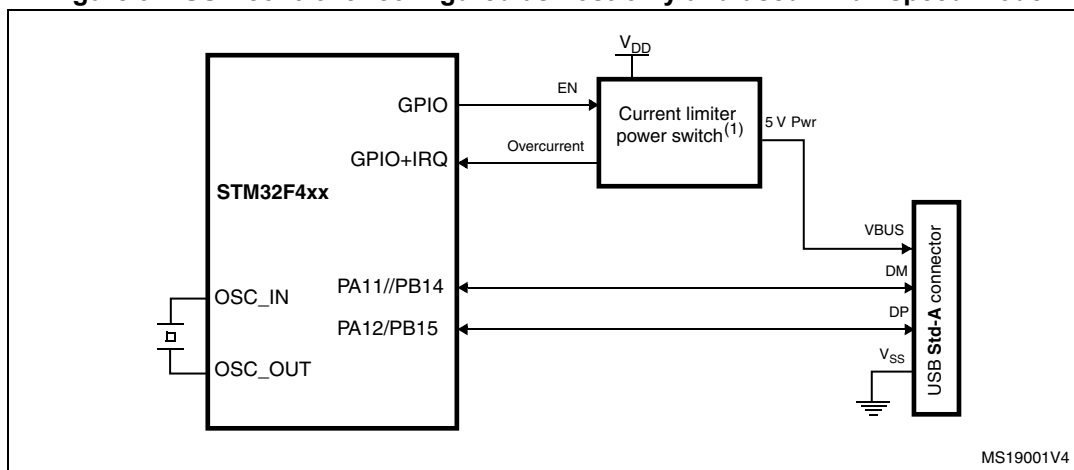 V_DD
EN
GPIO
Current limiter
power switch(1)
5 V Pwr
Overcurrent
GPIO+IRQ
STM32F4xx
VBUS
DM
PA11//PB14
OSC_IN
DP
PA12/PB15
V_SS
OSC_OUT
USB Std-A connector
MS19001V4